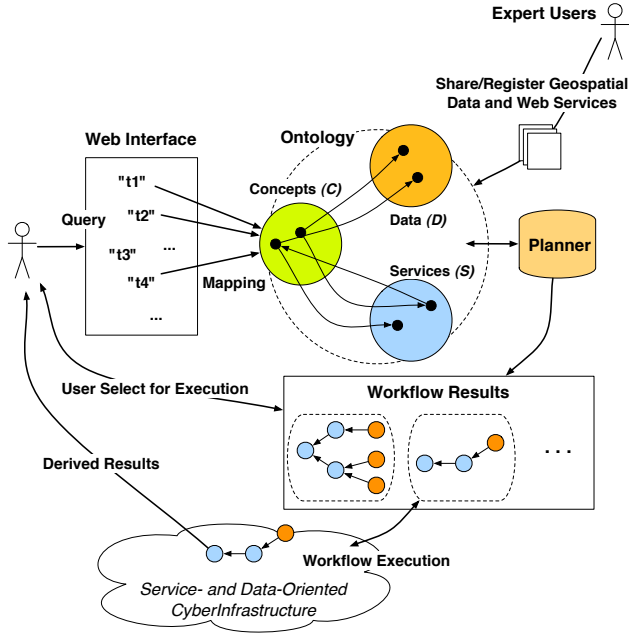 Expert Users
Share/Register Geospatial
Data and Web Services
Web Interface
Ontology
"t1"
Concepts (C)
Query
"t2"
Data (D)
...
"t3"
Planner
"t4"
Mapping
Services (S)
...
User Select for Execution
Workflow Results
Derived Results
. . .
Workflow Execution
Service- and Data-Oriented
CyberInfrastructure